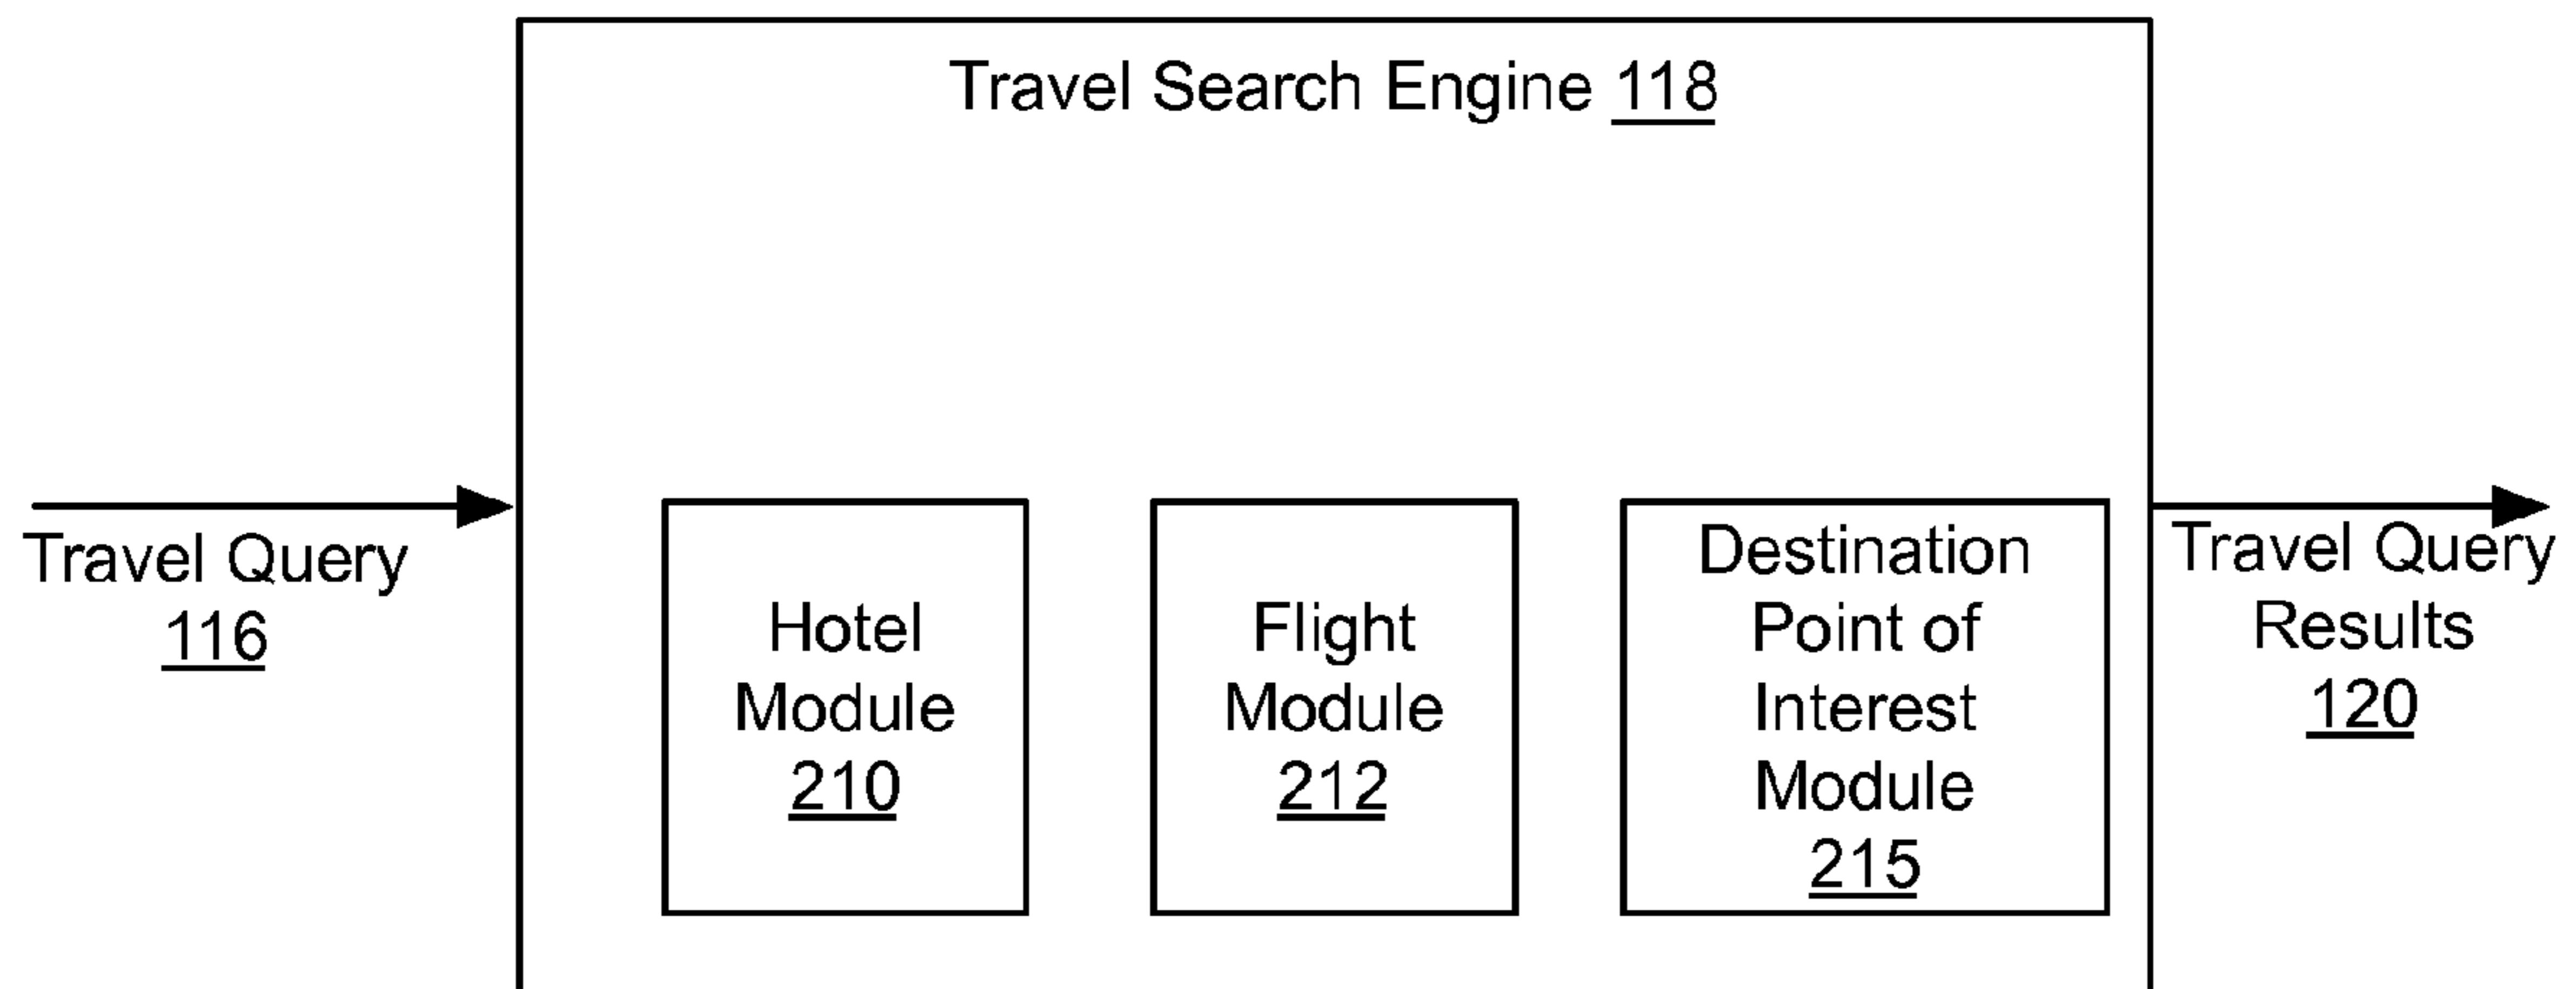 Travel Search Engine 118
Travel Query
116
Hotel
Module
210
Flight
Module
212
Destination
Point of
Interest
Module
215
Travel Query
Results
120